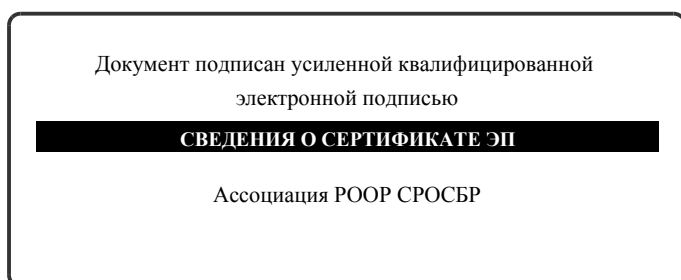 Документ подписан усиленной квалифицированной
электронной подписью
СВЕДЕНИЯ О СЕРТИФИКАТЕ ЭП
Ассоциация РООР СРОСБР